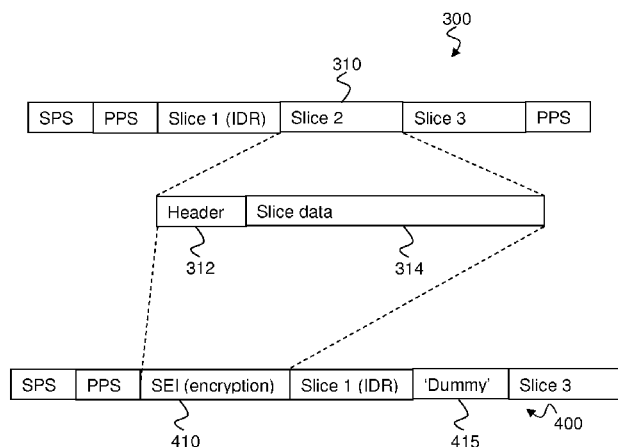 300
310
SPS PPS Slice 1 (IDR) Slice 2 Slice 3 PPS
Header Slice data
312 314
SPS PPS SEI (encryption) Slice 1 (IDR) 'Dummy' Slice 3
410 415 400